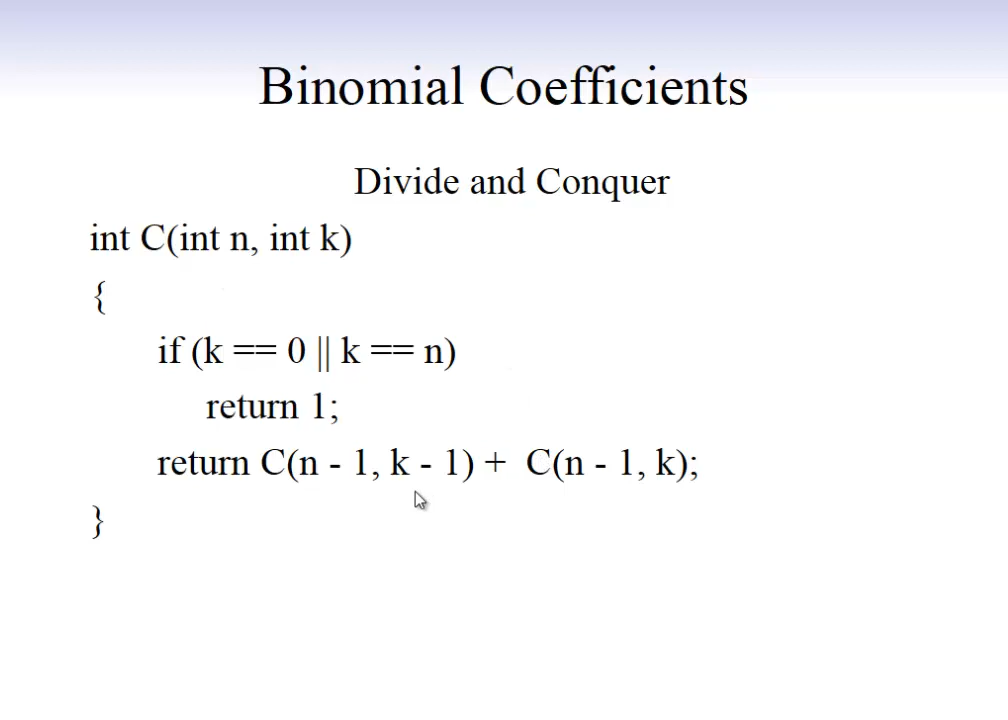 Binomial Coefficients
Divide and Conquer
int C(int n, int k)
{
if (k == 0 || k == n)
return 1;
return C(n - 1, k - 1) + C(n - 1, k);
}